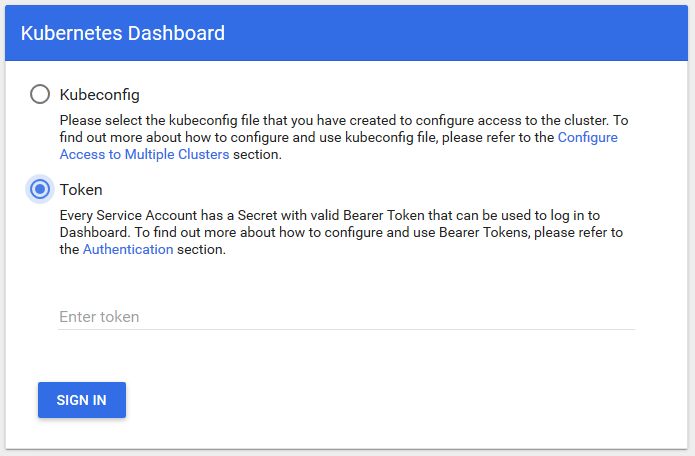 Kubernetes Dashboard
Kubeconfig
Please select the kubeconfig file that you have created to configure access to the cluster. To
find out more about how to configure and use kubeconfig file, please refer to the Configure
Access to Multiple Clusters section.
Token
Every Service Account has a Secret with valid Bearer Token that can be used to log in to
Dashboard. To find out more about how to configure and use Bearer Tokens, please refer to
the Authentication section.
Enter token
SIGN IN